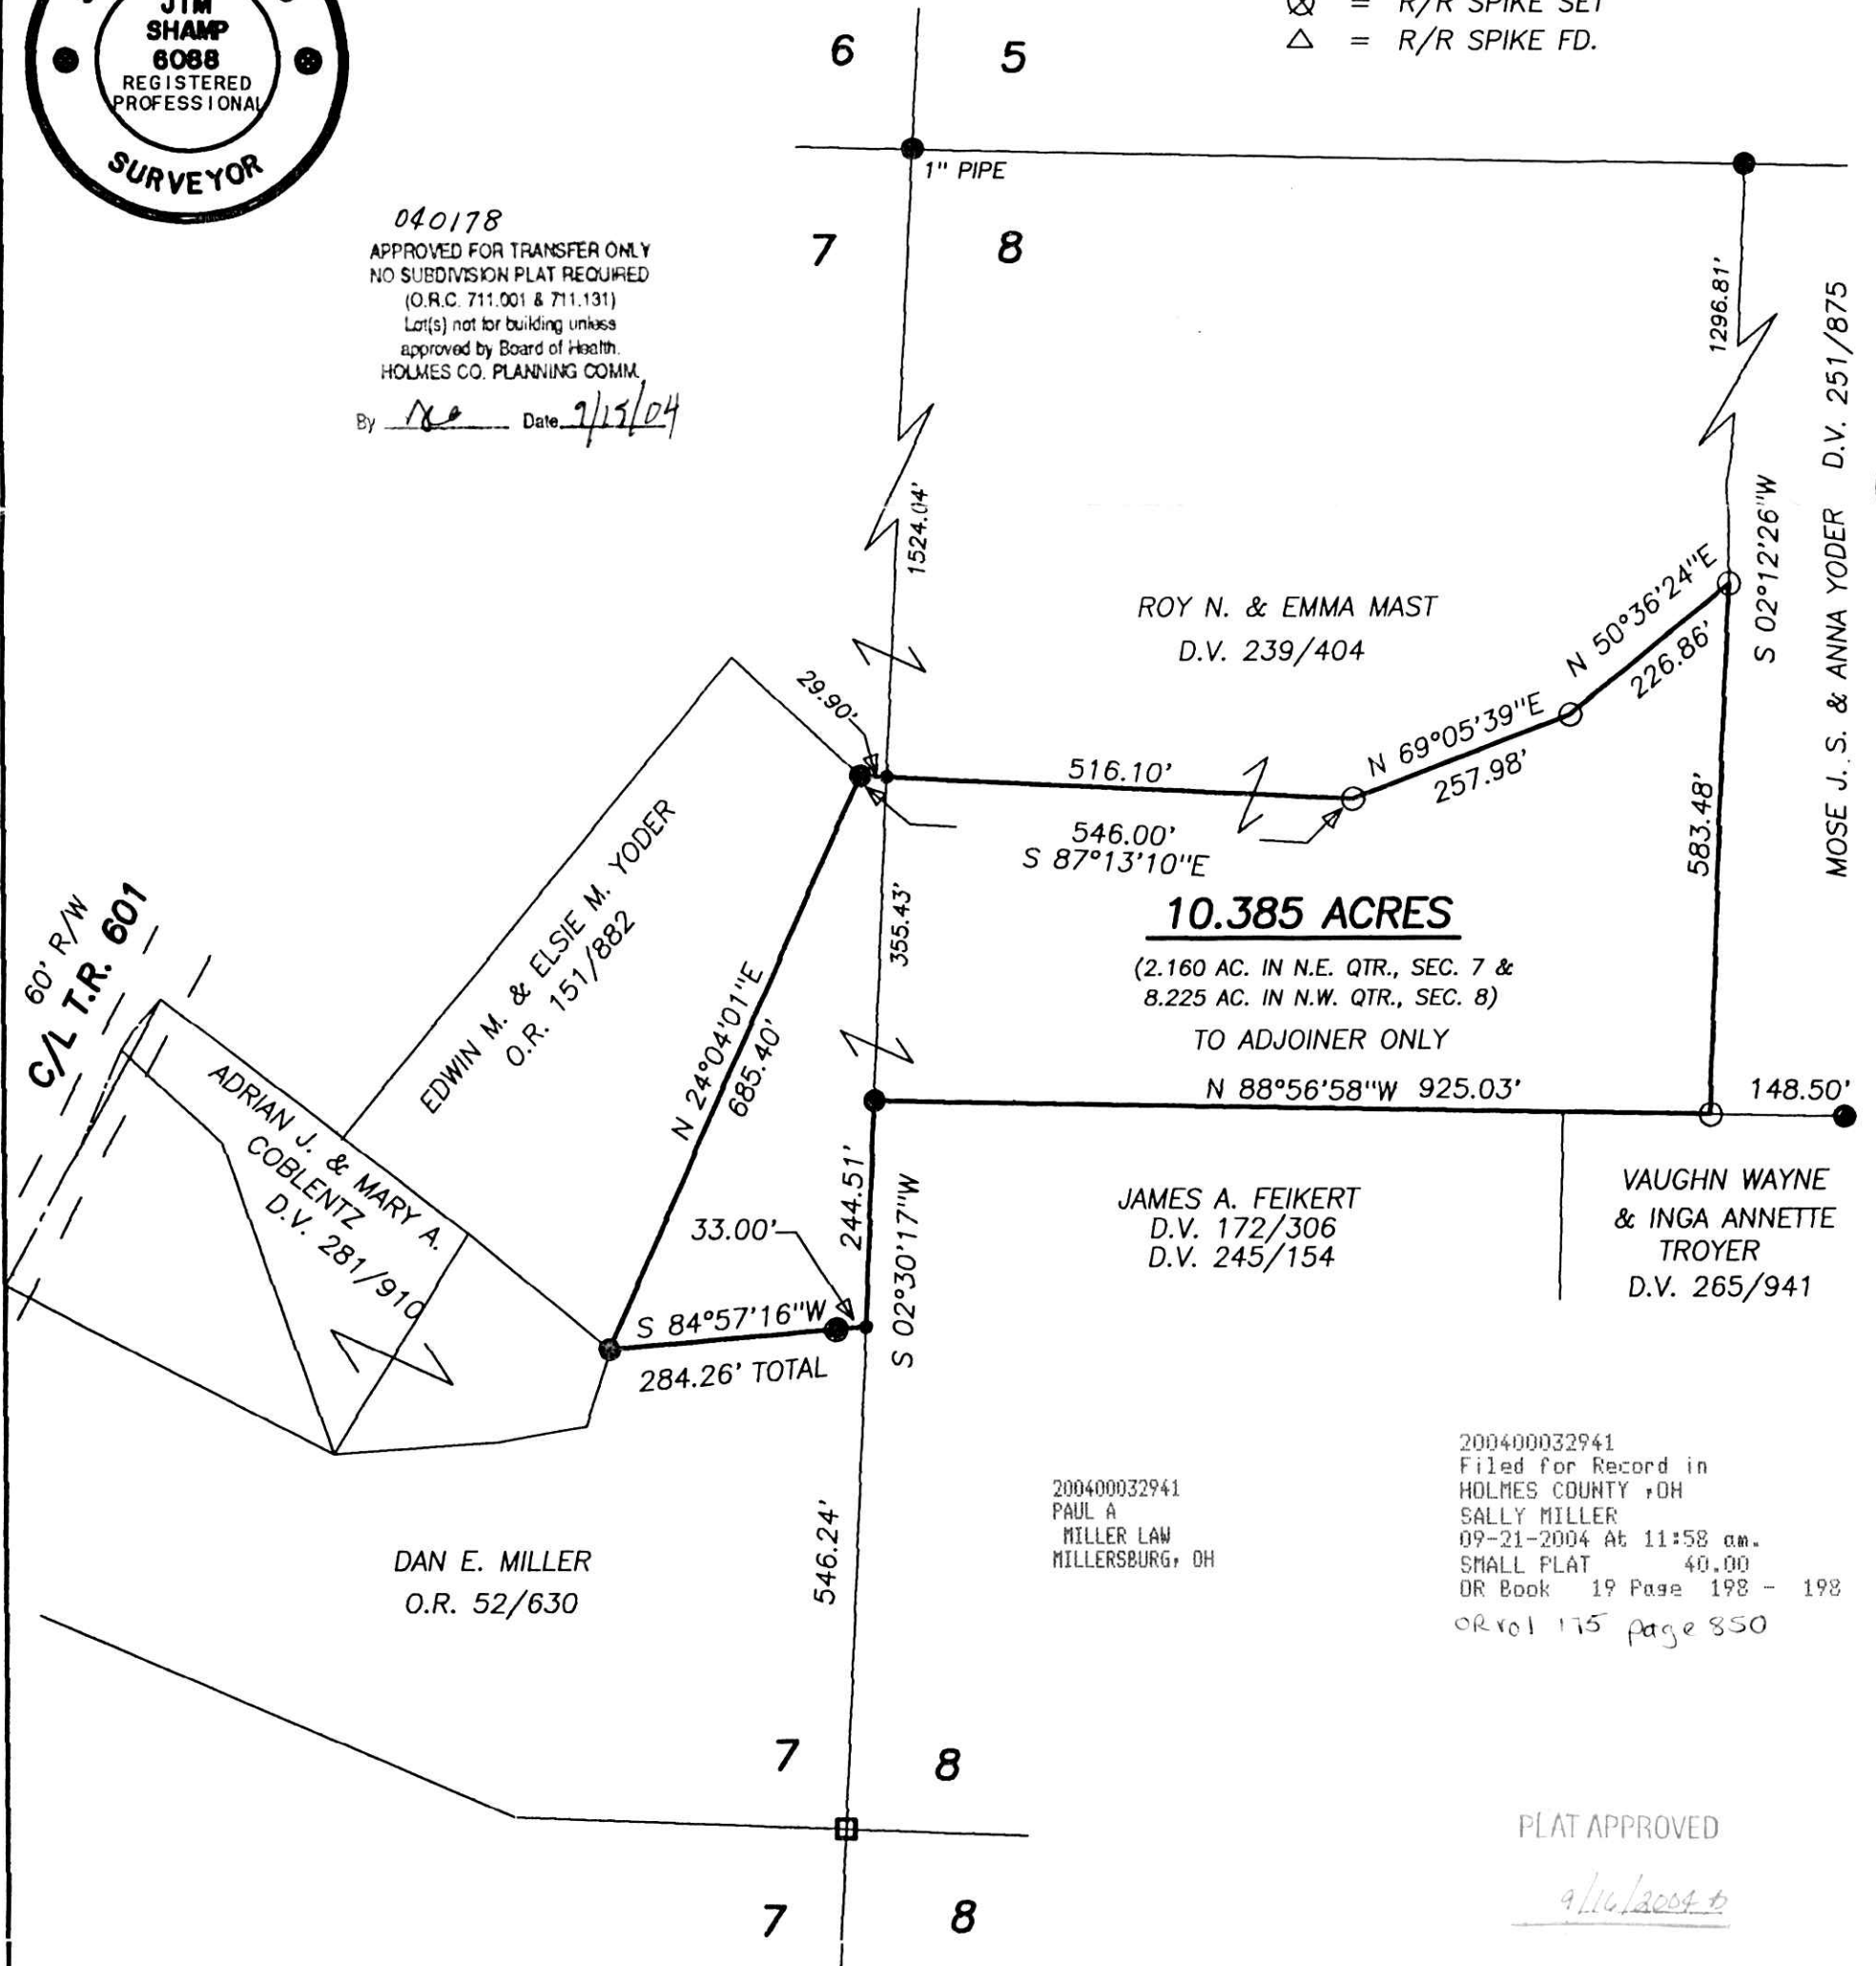 JIM
SHAMP
6088
REGISTERED
PROFESSIONAL
SURVEYOR
= R/R SPIKE SET
= R/R SPIKE FD.
6
5
1" PIPE
7
8
040178
APPROVED FOR TRANSFER ONLY
NO SUBDIVISION PLAT REQUIRED
(O.R.C. 711.001 & 711.131)
Lot(s) not for building unless
approved by Board of Health.
HOLMES CO. PLANNING COMM.
By Date 9/15/04
1296.81'
MOSE J. S. & ANNA YODER D.V. 251/875
S 02°12'26"W
1524.04'
ROY N. & EMMA MAST
D.V. 239/404
N 50°36'24"E
226.86'
N 69°05'39"E
257.98'
29.90'
516.10'
546.00'
S 87°13'10"E
583.48'
355.43'
10.385 ACRES
(2.160 AC. IN N.E. QTR., SEC. 7 &
8.225 AC. IN N.W. QTR., SEC. 8)
TO ADJOINER ONLY
N 88°56'58"W 925.03'
148.50'
EDWIN M. & ELSIE M. YODER
O.R. 151/882
N 24°04'01"E
685.40'
60' R/W
C/L T.R. 601
ADRIAN J. & MARY A.
COBLENTZ
D.V. 281/910
33.00'
244.51'
S 02°30'17"W
S 84°57'16"W
284.26' TOTAL
JAMES A. FEIKERT
D.V. 172/306
D.V. 245/154
VAUGHN WAYNE
& INGA ANNETTE
TROYER
D.V. 265/941
546.24'
DAN E. MILLER
O.R. 52/630
200400032941
PAUL A
MILLER LAW
MILLERSBURG, OH
200400032941
Filed for Record in
HOLMES COUNTY ,OH
SALLY MILLER
09-21-2004 At 11:58 am.
SMALL PLAT 40.00
OR Book 19 Page 198 - 198
OR vol 175 page 850
7
8
7
8
PLAT APPROVED
9/16/2004